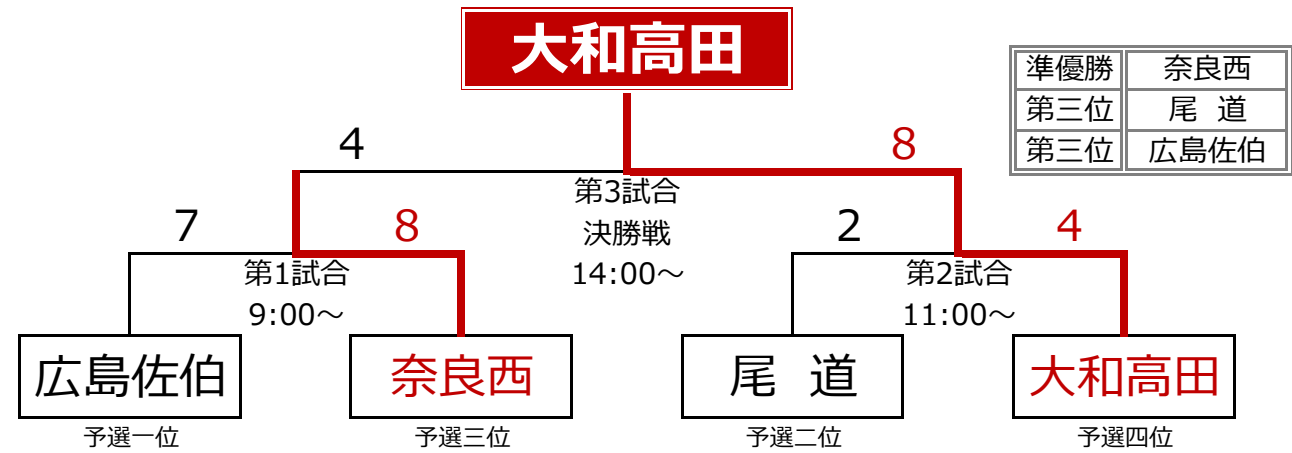 大和高田
準優勝 奈良西
第三位 尾 道
第三位 広島佐伯
4 8
第3試合
決勝戦
14:00～
7 8 2 4
第1試合 第2試合
9:00～ 11:00～
広島佐伯 奈良西 尾 道 大和高田
予選一位 予選三位 予選二位 予選四位